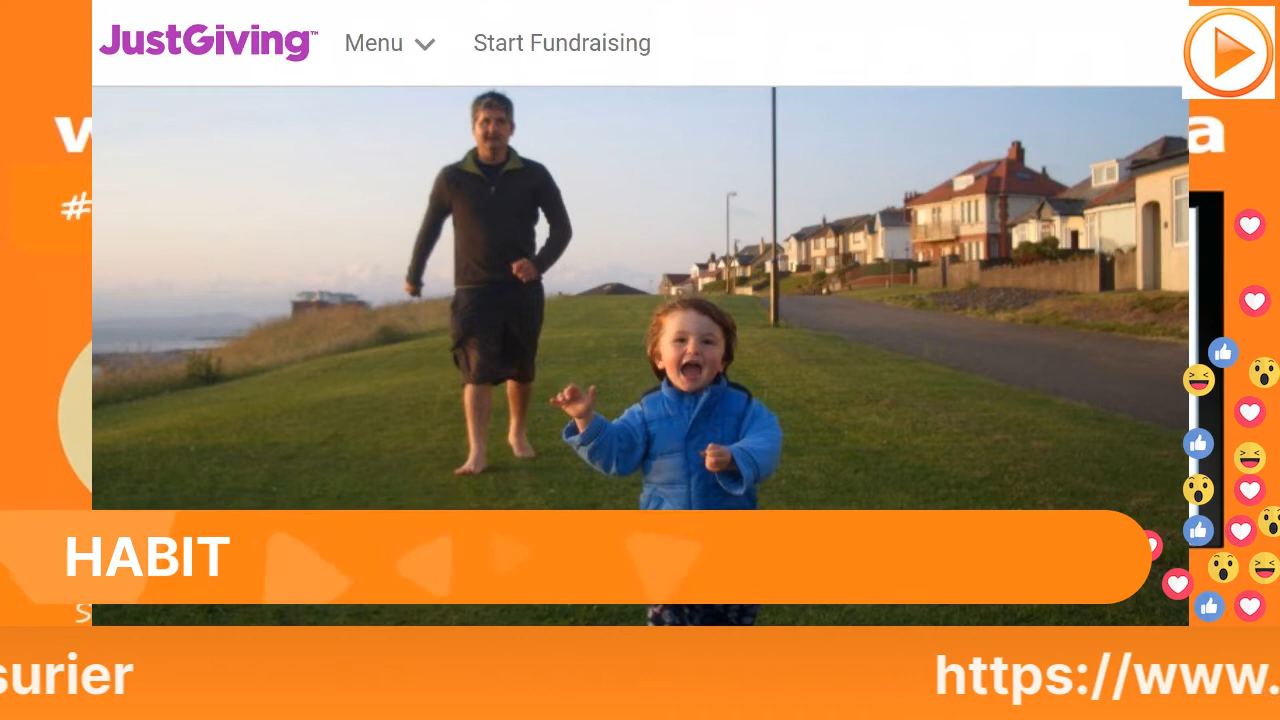 JustGiving™ Menu Start Fundraising
v a
#
HABIT
S
surier https://www.